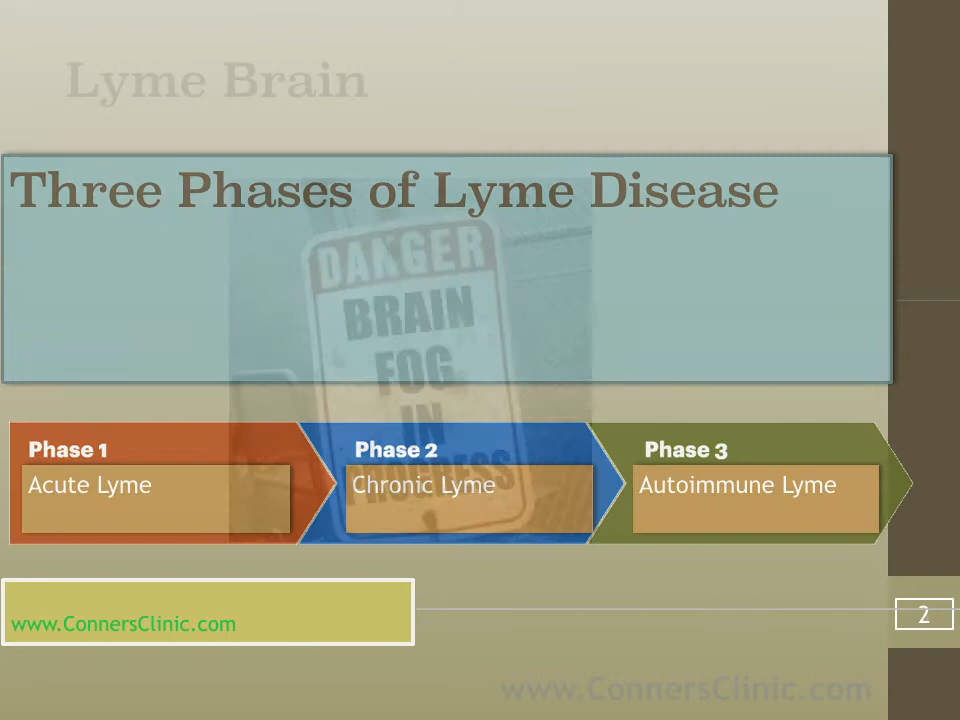 Lyme Brain
Three Phases of Lyme Disease
DANGER
BRAIN
FOG
IN
PROGRESS
Phase 1
Phase 2
Phase 3
Acute Lyme
Chronic Lyme
Autoimmune Lyme
www.ConnersClinic.com
2
www.ConnersClinic.com